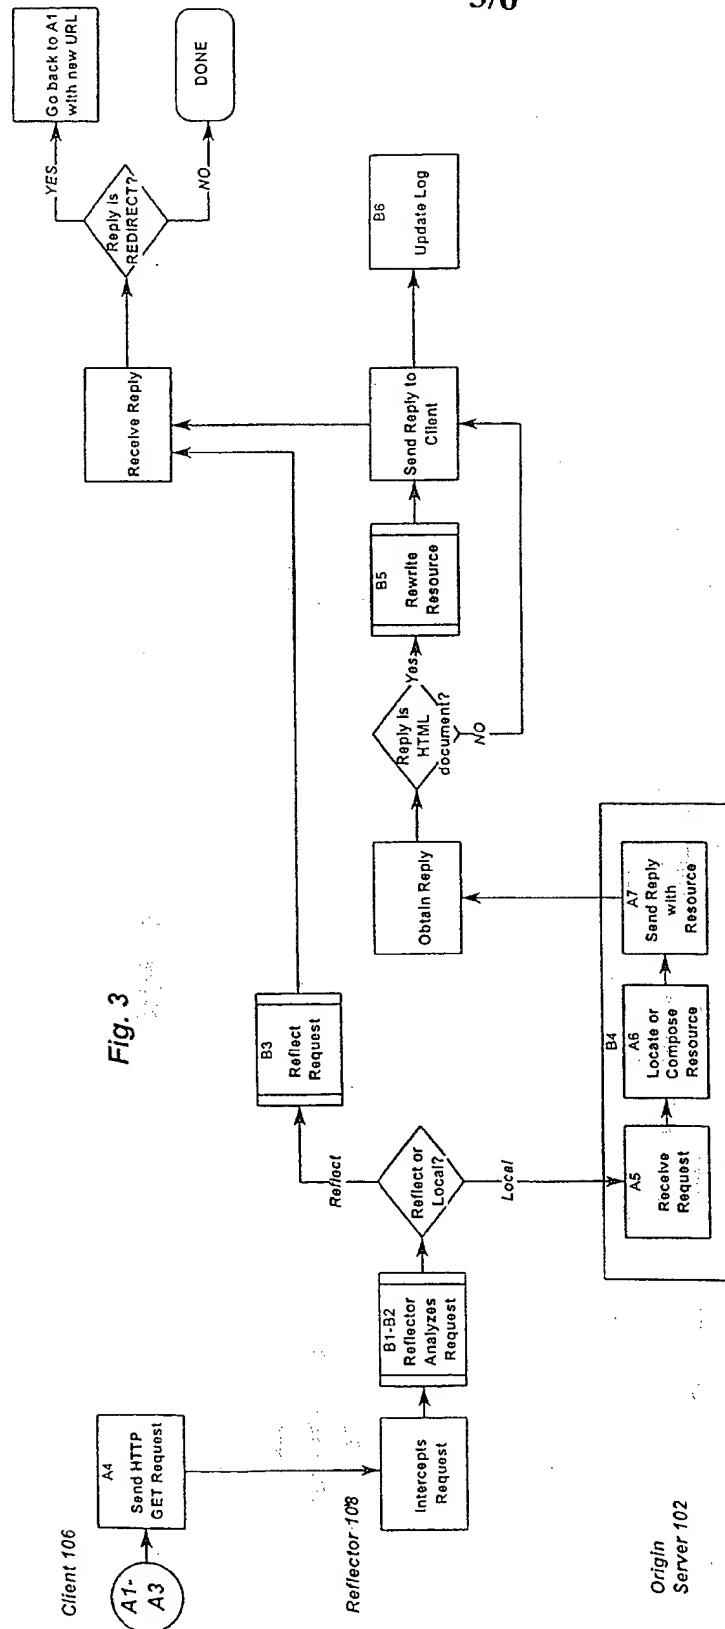 Fig. 3
Client 106
A1-
A3
A4
Send HTTP
GET Request
Receive Reply
Reply is
REDIRECT?
YES
Go back to A1
with new URL
NO
DONE
Reflector 108
Intercepts
Request
B1-B2
Reflector
Analyzes
Request
Reflect or
Local?
Reflect
B3
Reflect
Request
Local
Obtain Reply
Reply is
HTML
document?
Yes
B5
Rewrite
Resource
NO
Send Reply to
Client
B6
Update Log
Origin
Server 102
B4
A5
Receive
Request
A6
Locate or
Compose
Resource
A7
Send Reply
with
Resource